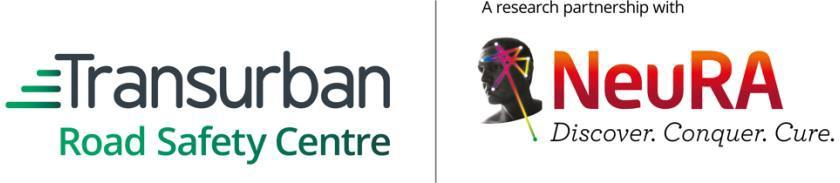 Transurban
Road Safety Centre
A research partnership with
NeuRA
Discover. Conquer. Cure.